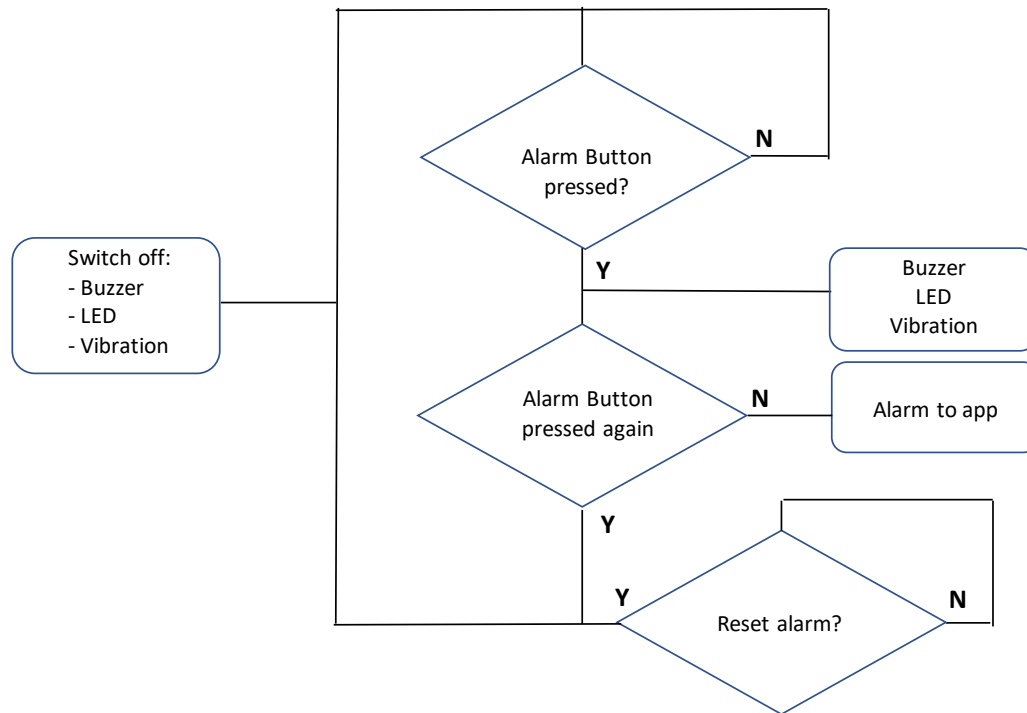 Alarm Button
pressed?
N
Switch off:
- Buzzer
- LED
- Vibration
Y
Buzzer
LED
Vibration
Alarm Button
pressed again
N
Alarm to app
Y
Y
Reset alarm?
N